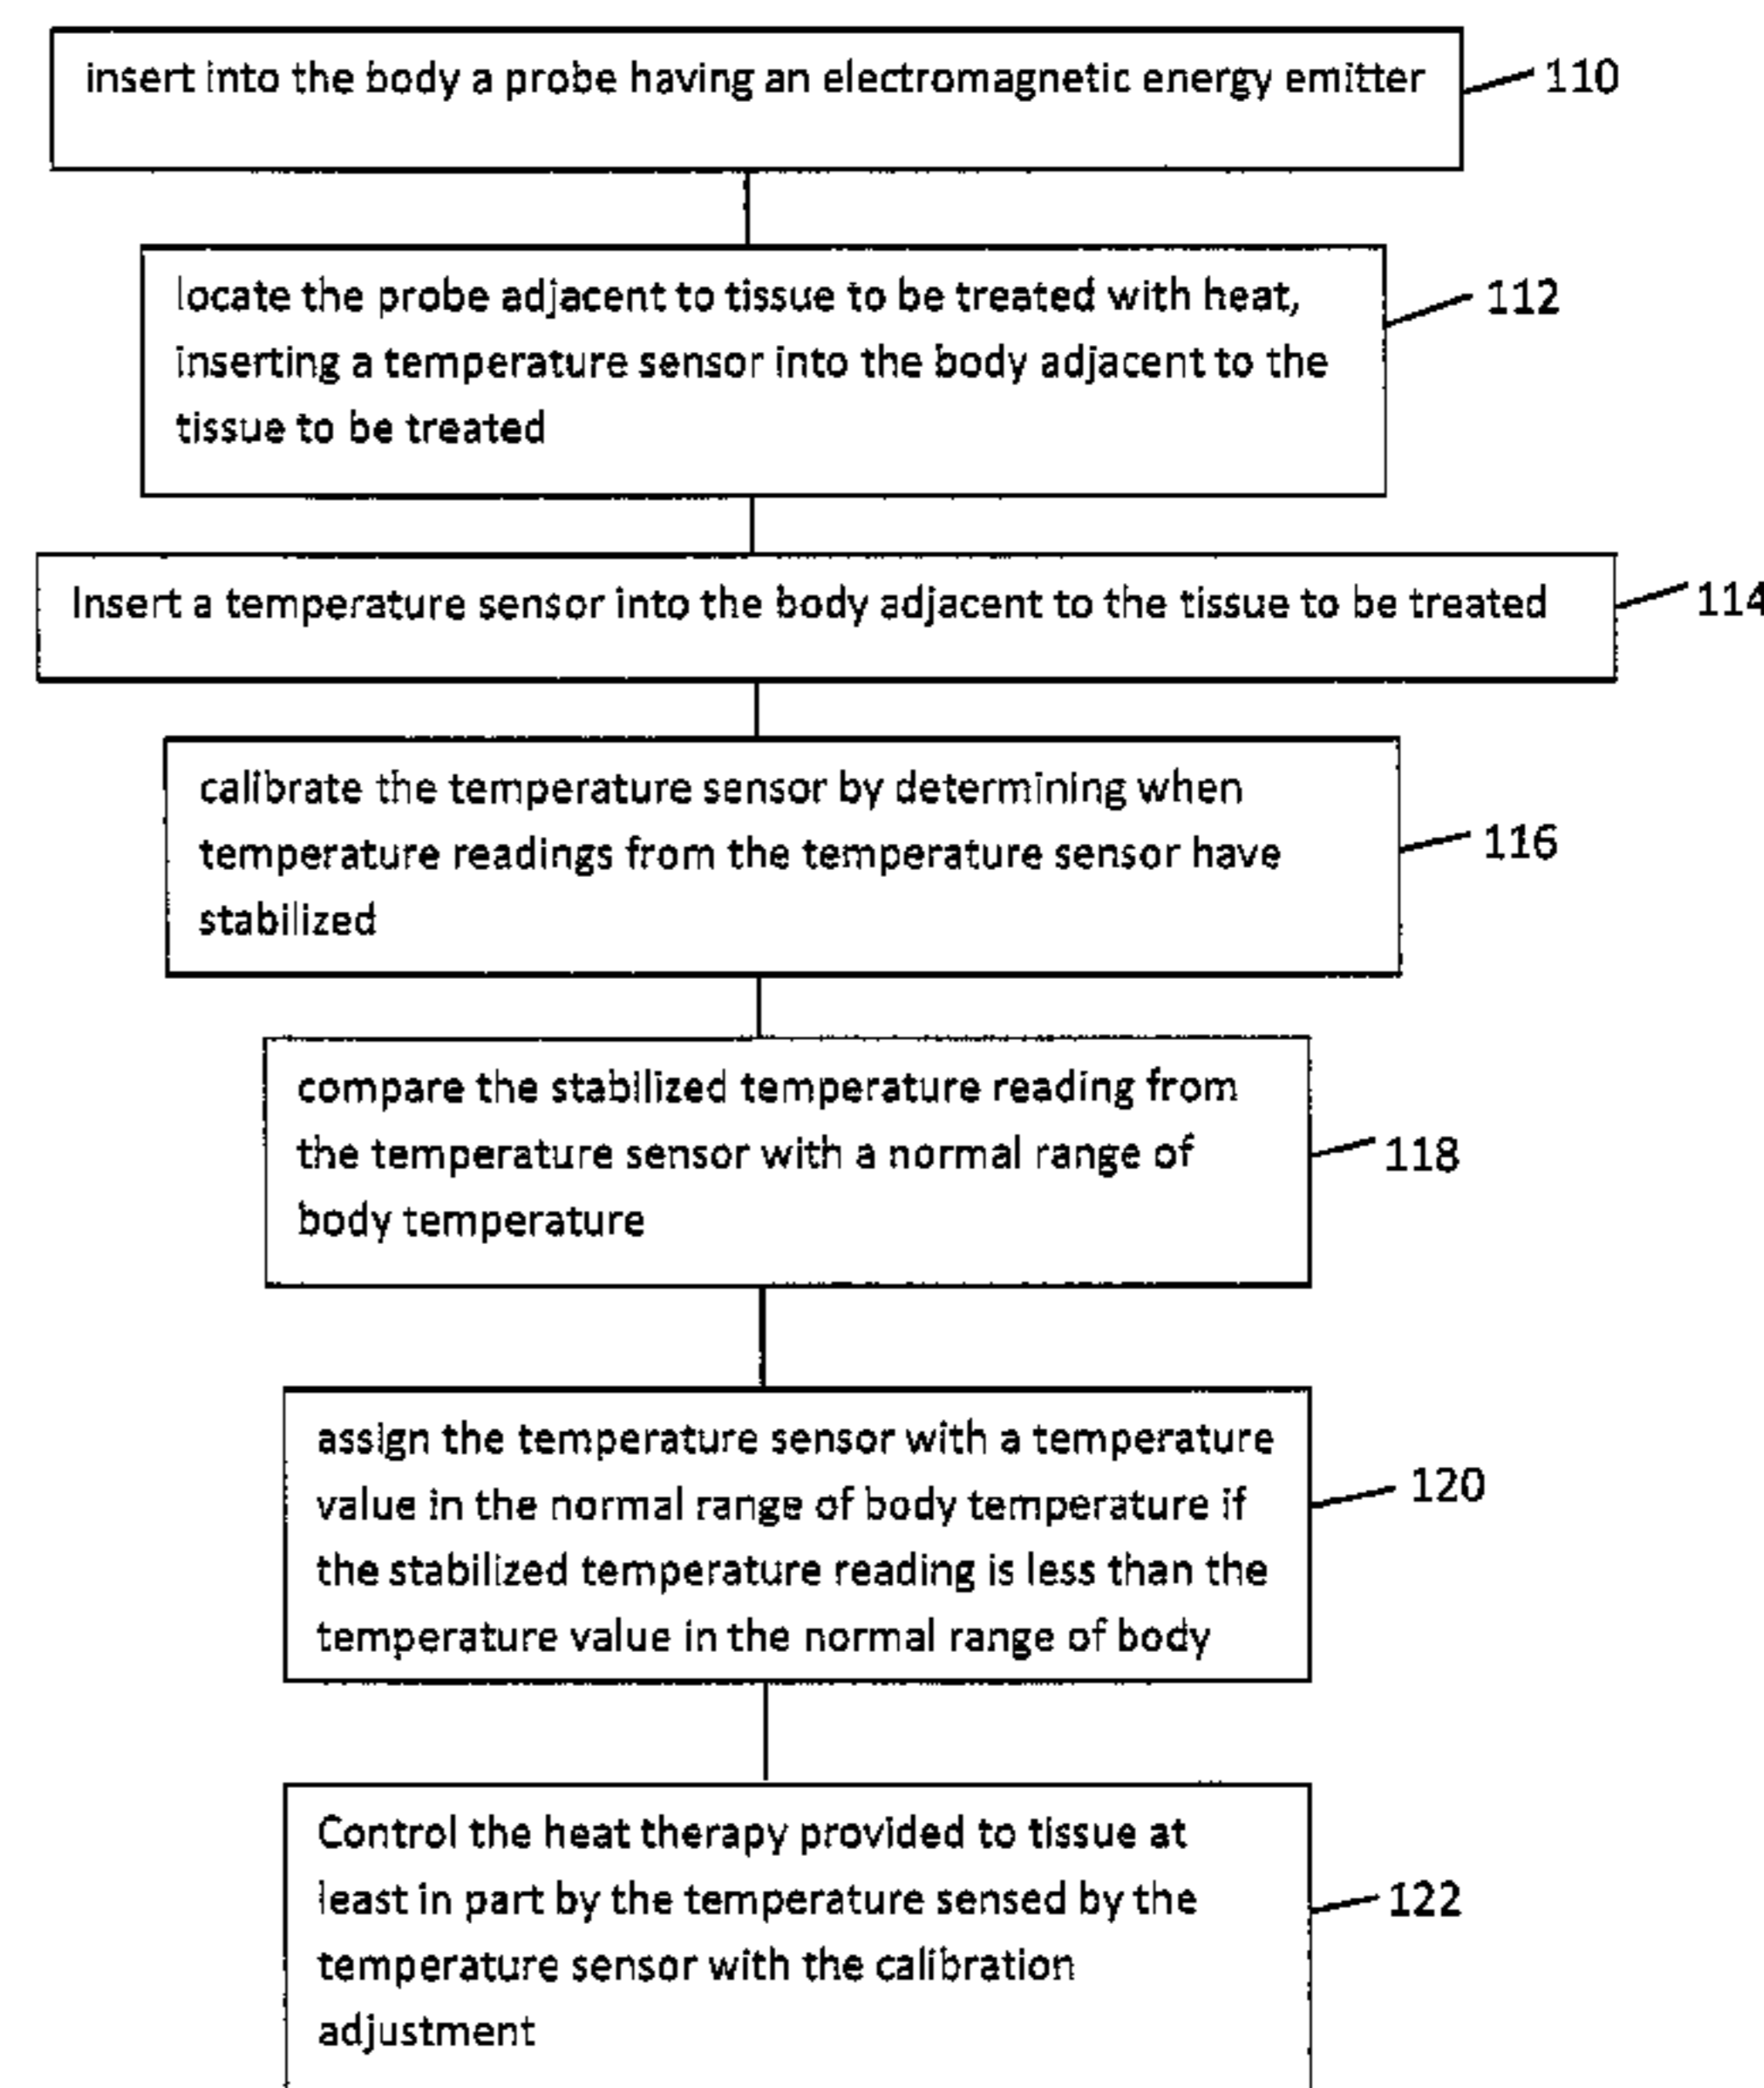 insert into the body a probe having an electromagnetic energy emitter
110
locate the probe adjacent to tissue to be treated with heat,
inserting a temperature sensor into the body adjacent to the
tissue to be treated
112
Insert a temperature sensor into the body adjacent to the tissue to be treated
114
calibrate the temperature sensor by determining when
temperature readings from the temperature sensor have
stabilized
116
compare the stabilized temperature reading from
the temperature sensor with a normal range of
body temperature
118
assign the temperature sensor with a temperature
value in the normal range of body temperature if
the stabilized temperature reading is less than the
temperature value in the normal range of body
120
Control the heat therapy provided to tissue at
least in part by the temperature sensed by the
temperature sensor with the calibration
adjustment
122